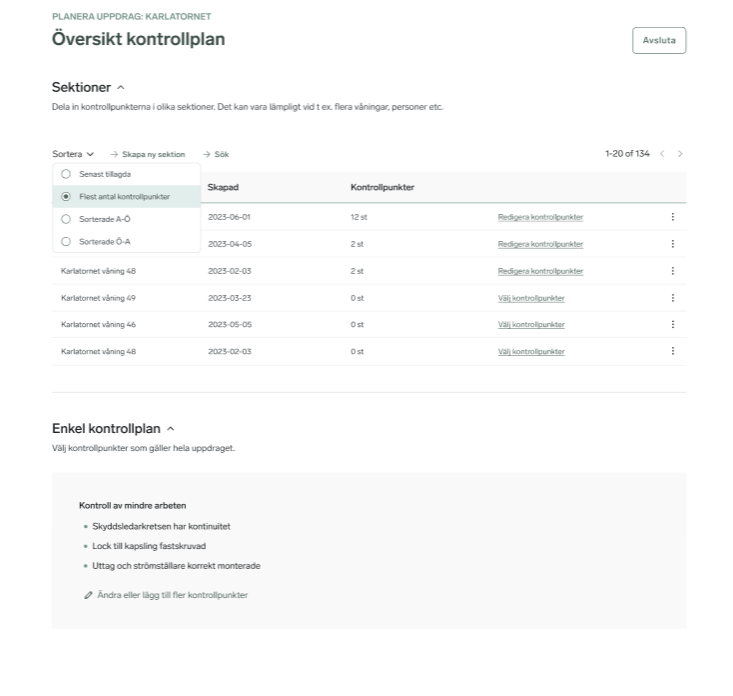 PLANERA UPPDRAG: KARLATORNET
Översikt kontrollplan
Avsluta
Sektioner
Dela in kontrollpunkterna i olika sektioner. Det kan vara lämpligt vid t ex. flera våningar, personer etc.
Sortera
Skapa ny sektion
Sök
1-20 of 134
Senast tillagda
Flest antal kontrollpunkter
Sorterade A-Ö
Sorterade Ö-A
Skapad
Kontrollpunkter
2023-06-01 12 st Redigera kontrollpunkter
2023-04-05 2 st Redigera kontrollpunkter
Karlatornet våning 48 2023-02-03 2 st Redigera kontrollpunkter
Karlatornet våning 49 2023-03-23 0 st Välj kontrollpunkter
Karlatornet våning 46 2023-05-05 0 st Välj kontrollpunkter
Karlatornet våning 48 2023-02-03 0 st Välj kontrollpunkter
Enkel kontrollplan
Välj kontrollpunkter som gäller hela uppdraget.
Kontroll av mindre arbeten
Skyddsledarkretsen har kontinuitet
Lock till kapsling fastskruvad
Uttag och strömställare korrekt monterade
Ändra eller lägg till fler kontrollpunkter